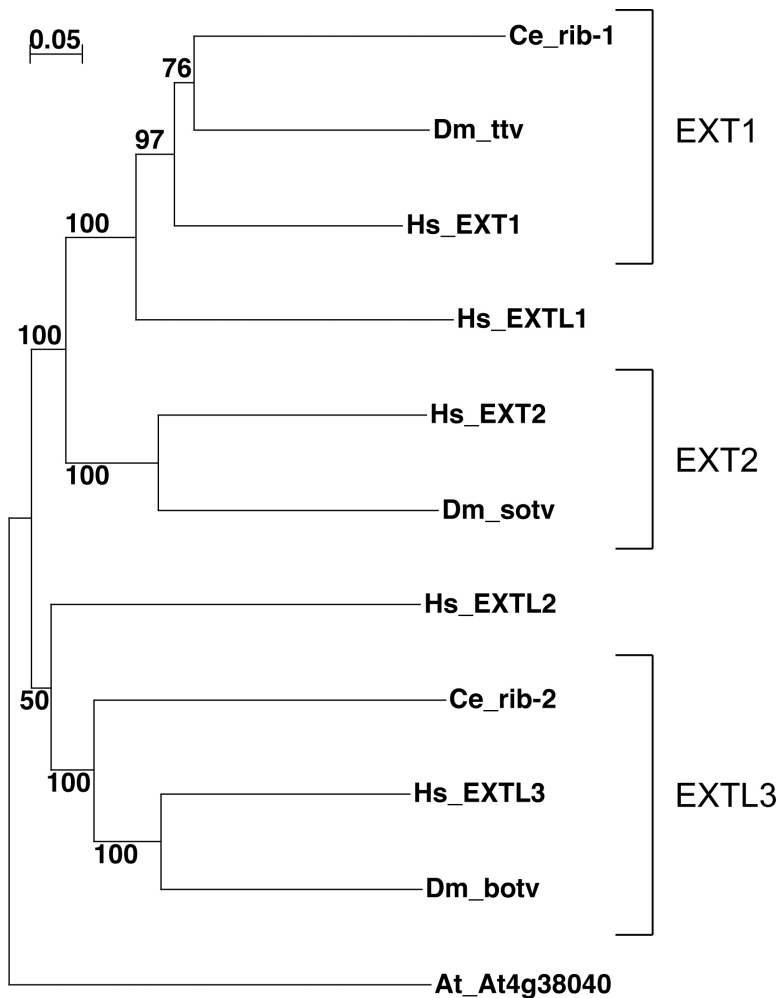 0.05
Ce_rib-1
76
Dm_ttv
EXT1
97
100
Hs_EXT1
Hs_EXTL1
100
Hs_EXT2
EXT2
100
Dm_sotv
Hs_EXTL2
50
Ce_rib-2
100
Hs_EXTL3
EXTL3
100
Dm_botv
At_At4g38040